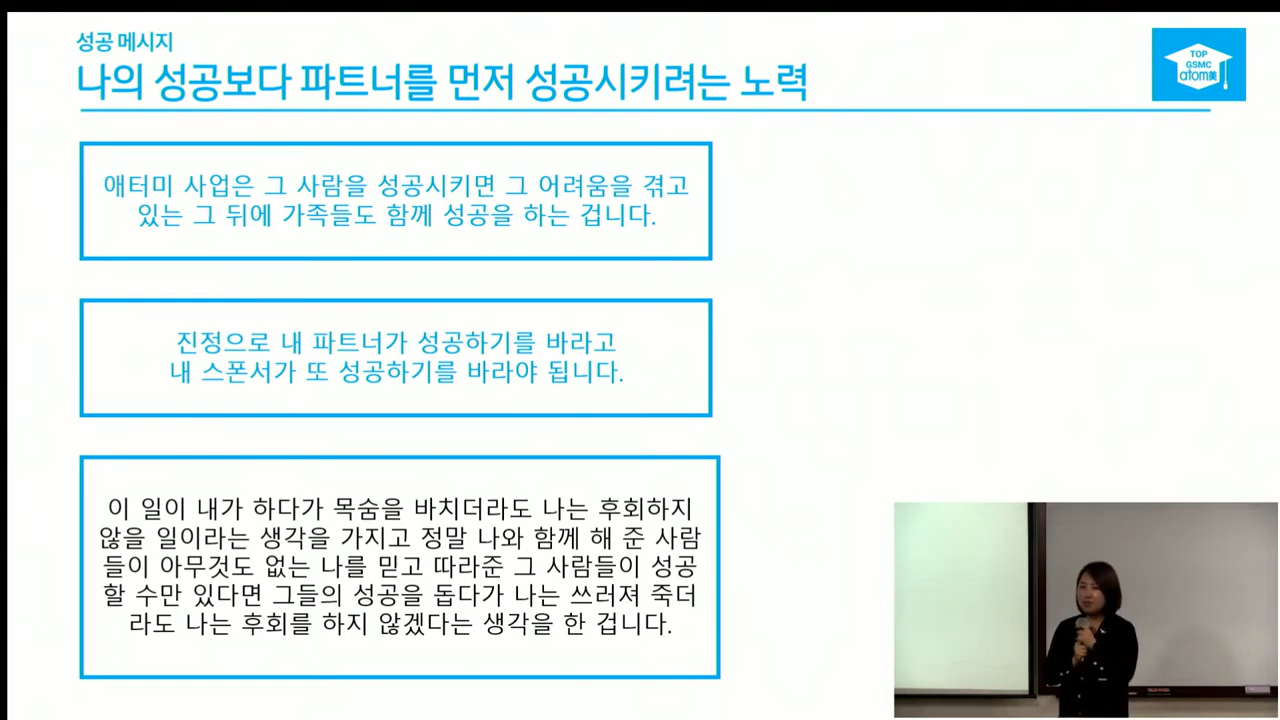 성공 메시지
나의 성공보다 파트너를 먼저 성공시키려는 노력
TOP
GSMC
atom美
애터미 사업은 그 사람을 성공시키면 그 어려움을 겪고
있는 그 뒤에 가족들도 함께 성공을 하는 겁니다.
진정으로 내 파트너가 성공하기를 바라고
내 스폰서가 또 성공하기를 바라야 됩니다.
이 일이 내가 하다가 목숨을 바치더라도 나는 후회하지
않을 일이라는 생각을 가지고 정말 나와 함께 해 준 사람
들이 아무것도 없는 나를 믿고 따라준 그 사람들이 성공
할 수만 있다면 그들의 성공을 돕다가 나는 쓰러져 죽더
라도 나는 후회를 하지 않겠다는 생각을 한 겁니다.